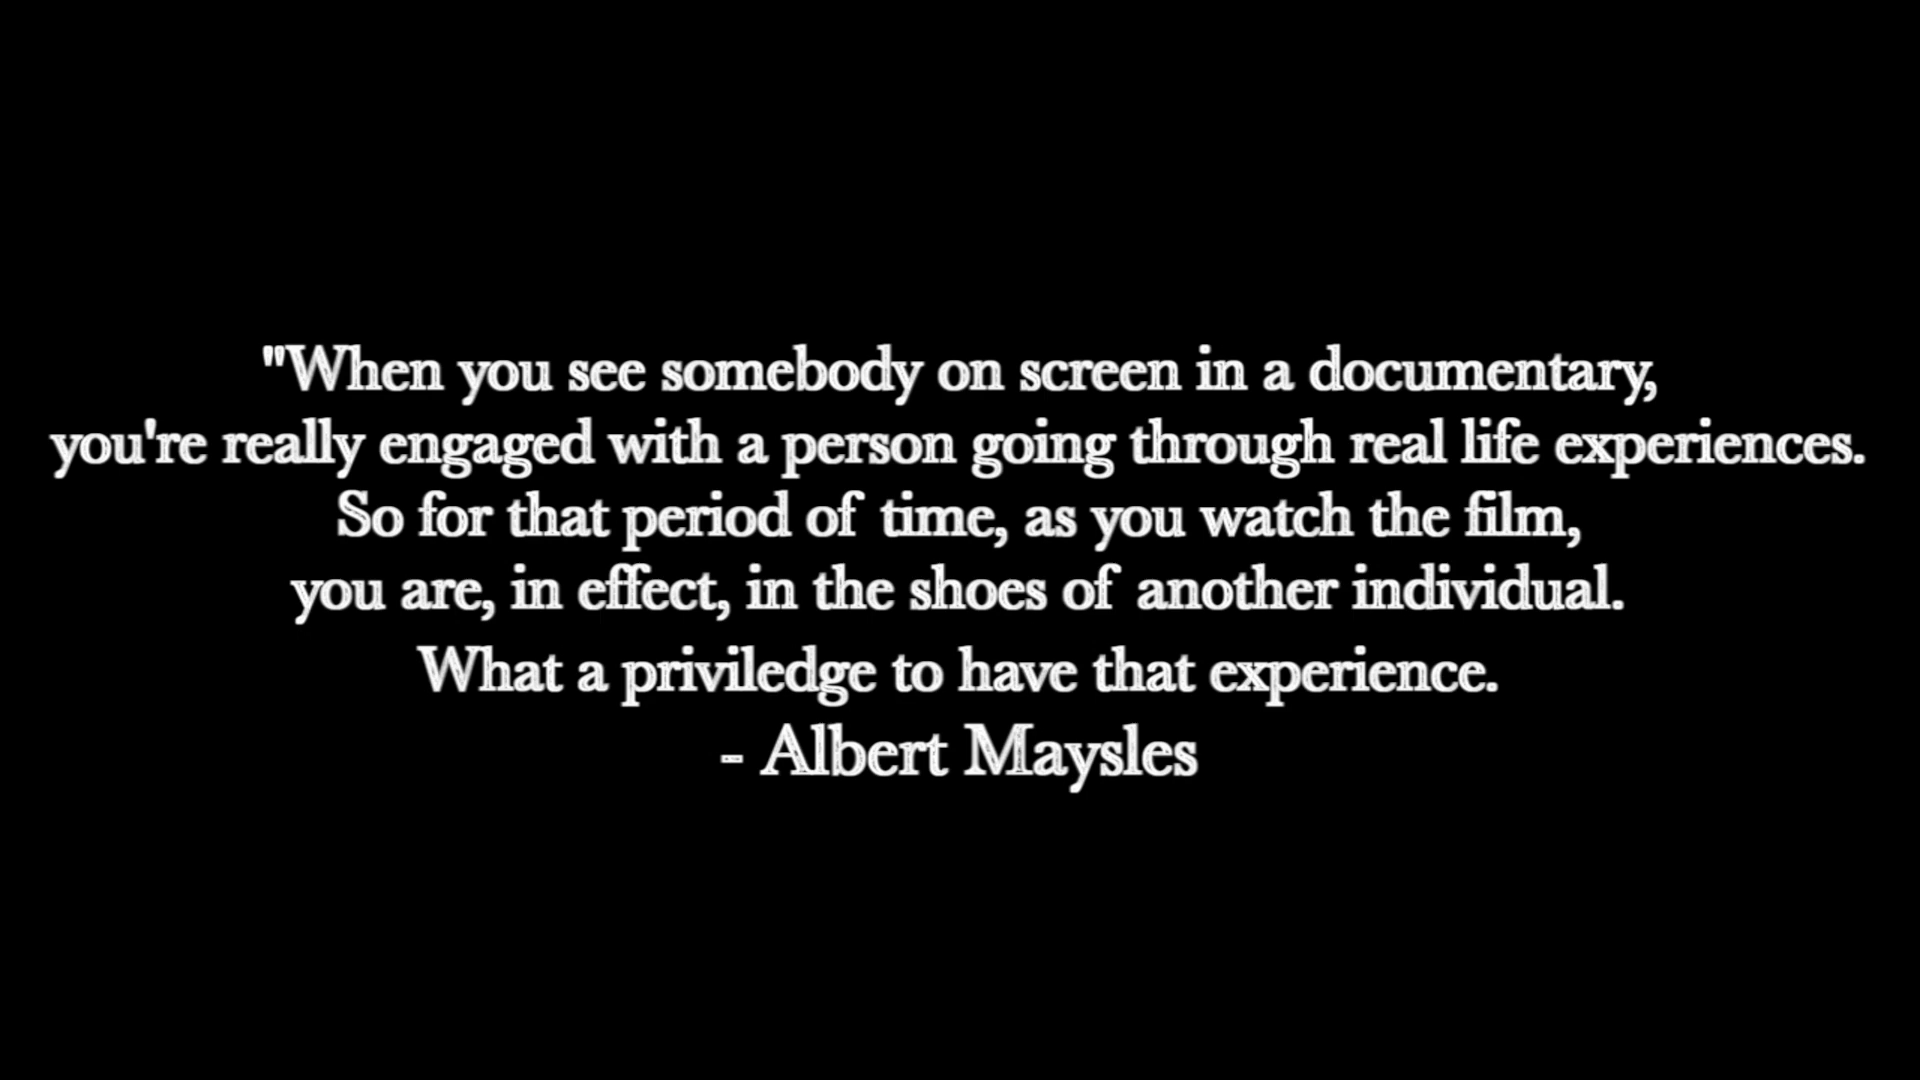 "When you see somebody on screen in a documentary,
you're really engaged with a person going through real life experiences.
So for that period of time, as you watch the film,
you are, in effect, in the shoes of another individual.
What a priviledge to have that experience.
- Albert Maysles